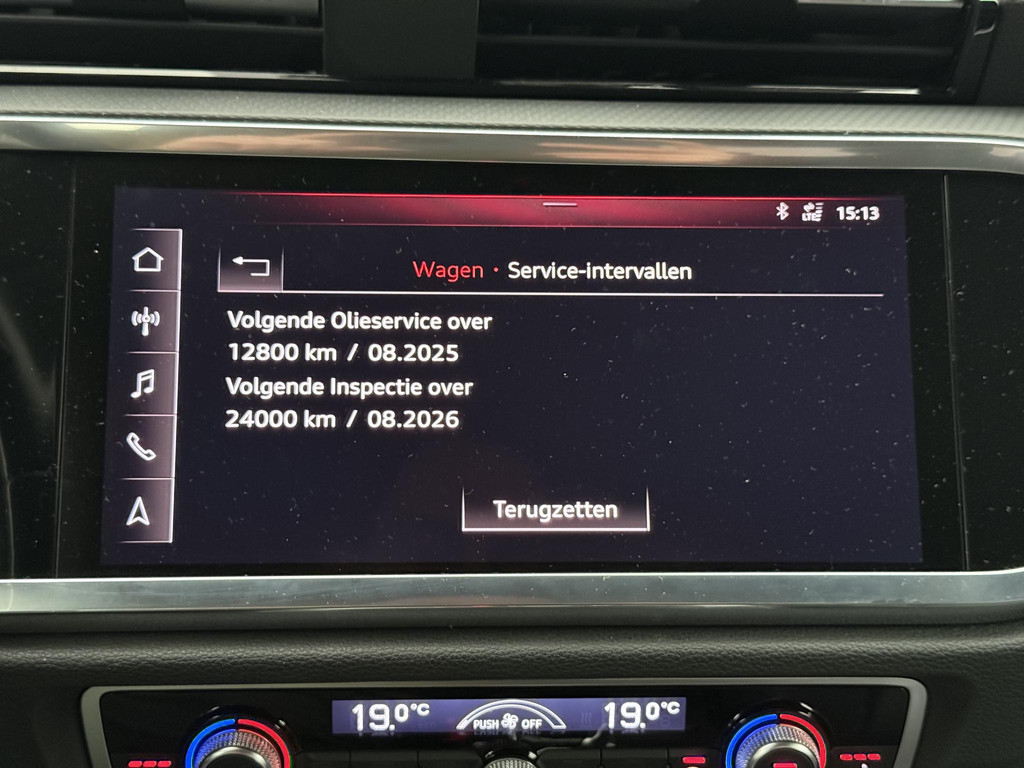 LTE 15:13
Wagen · Service-intervallen
Volgende Olieservice over
12800 km / 08.2025
Volgende Inspectie over
24000 km / 08.2026
Terugzetten
19.0°C PUSH OFF 19.0°C